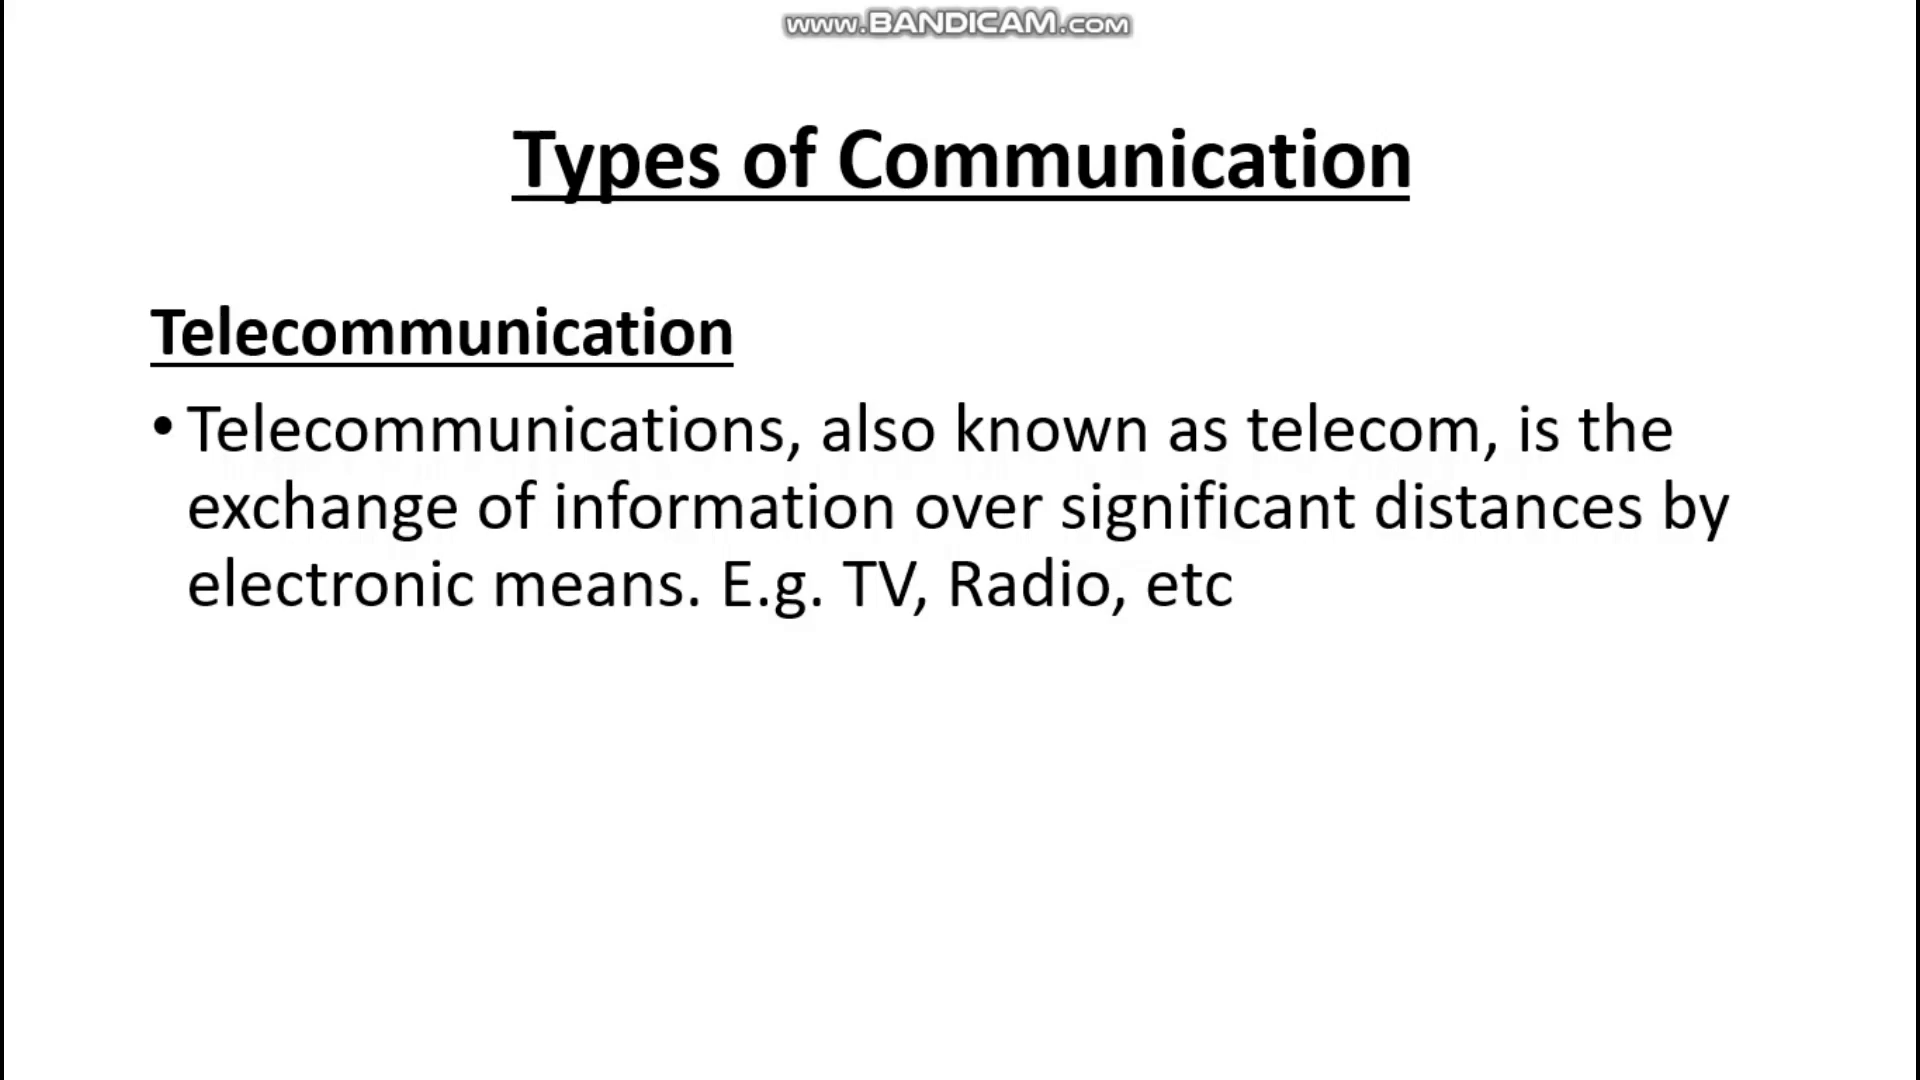 www.BANDICAM.com
Types of Communication
Telecommunication
• Telecommunications, also known as telecom, is the
exchange of information over significant distances by
electronic means. E.g. TV, Radio, etc